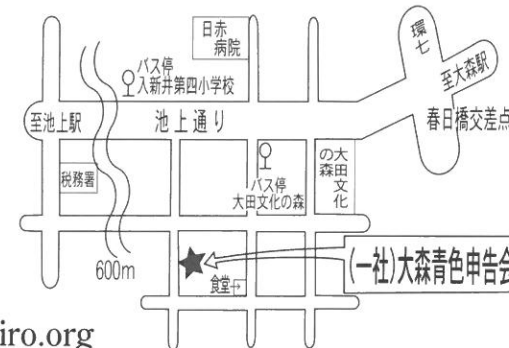 日赤
病院
環七
バス停
入新井第四小学校
至大森駅
至池上駅
池上通り
春日橋交差点
税務署
バス停
大田文化の森
大田文化
の森
600m
食堂→
(一社)大森青色申告会
iro.org